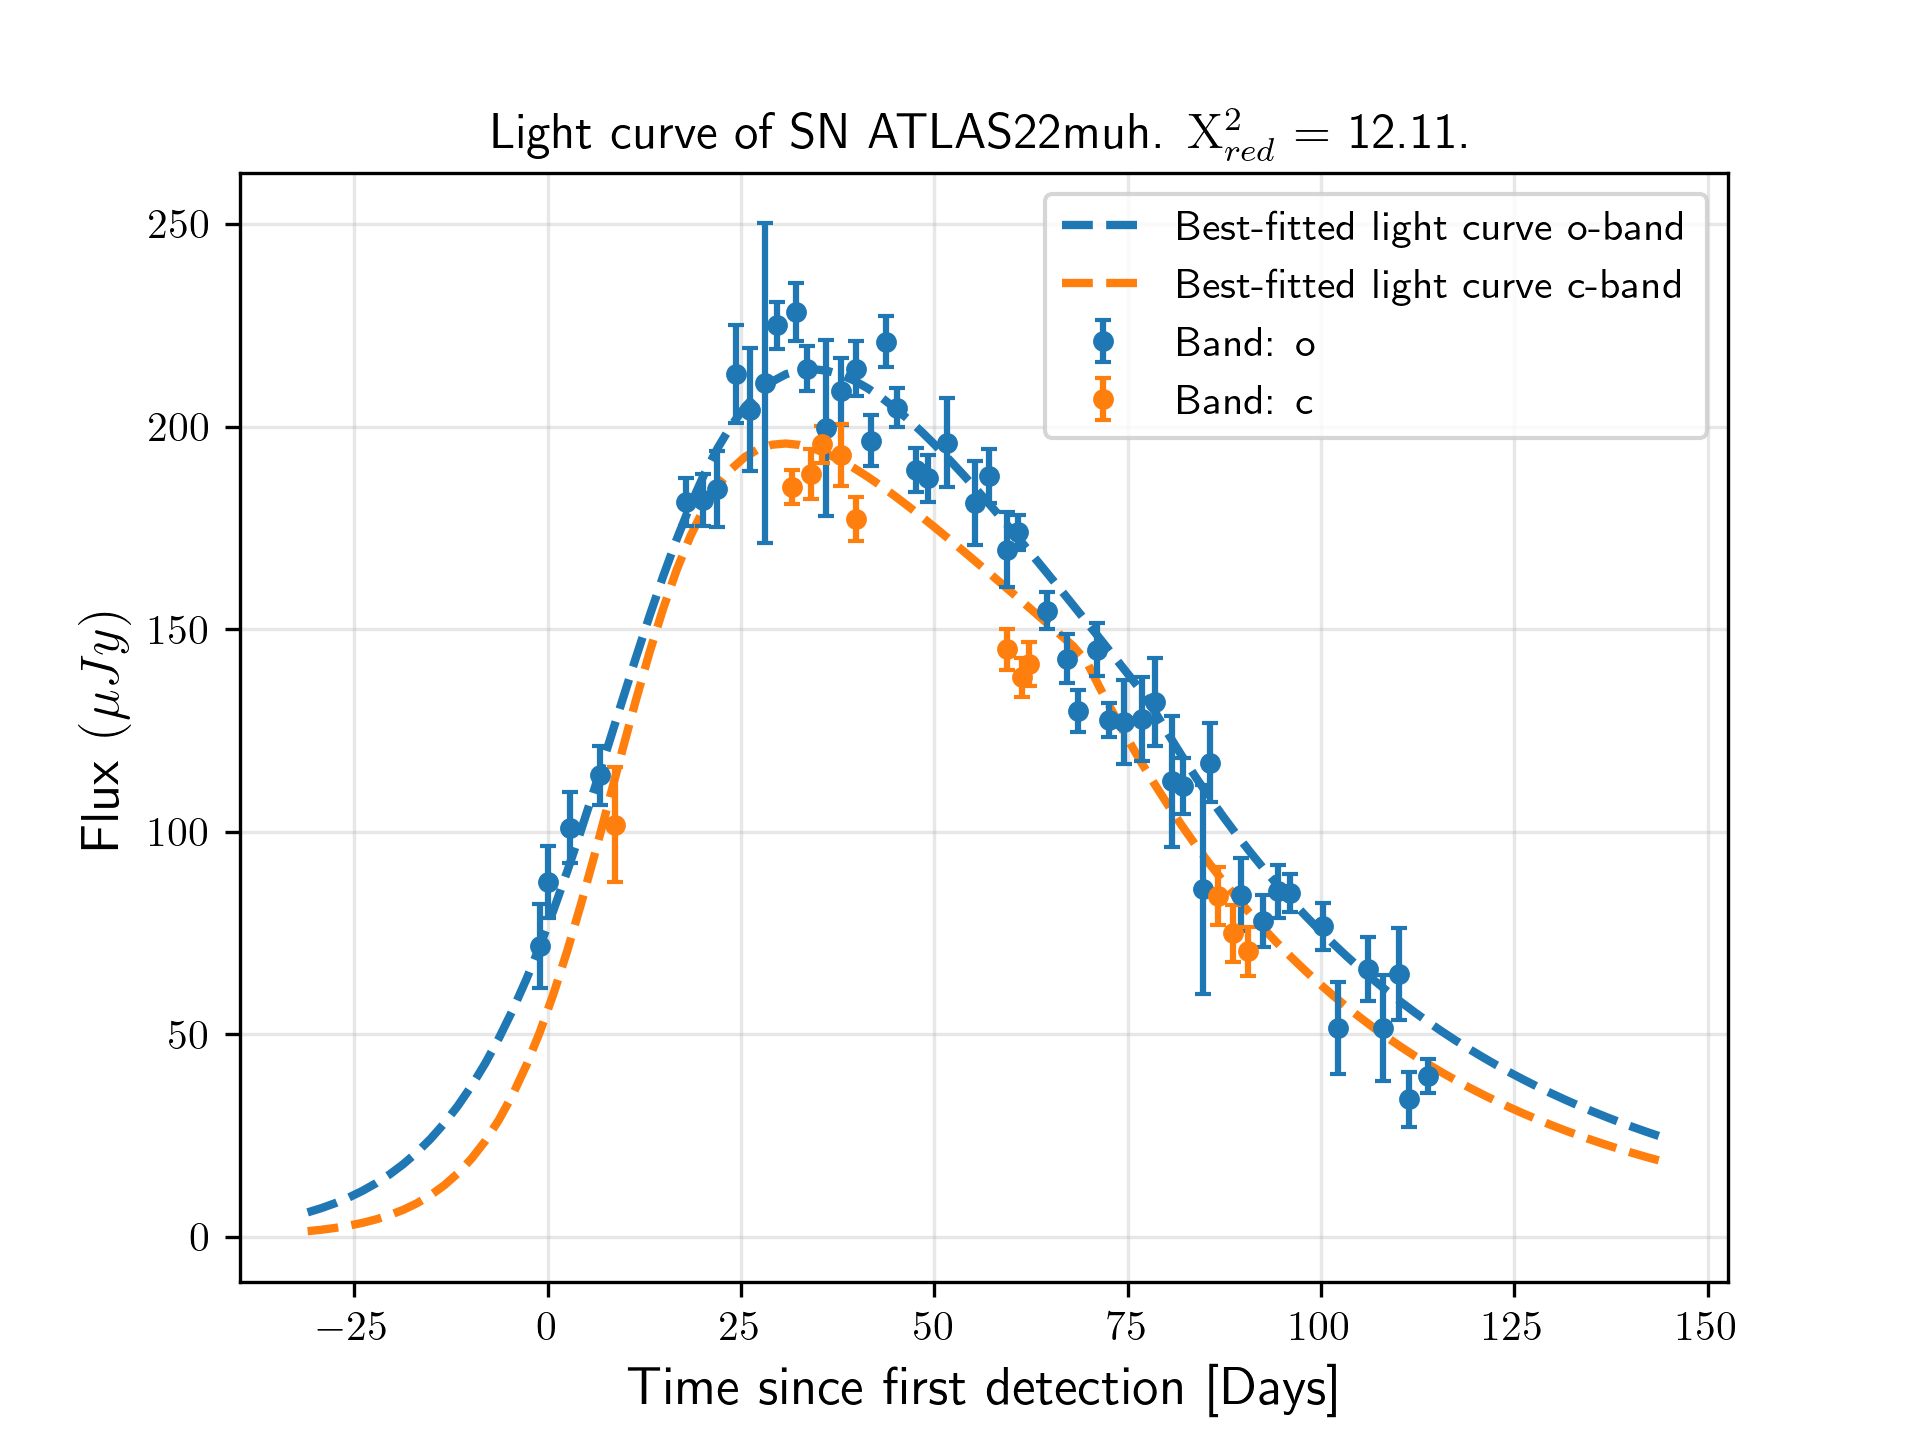 Light curve of SN ATLAS22muh. X²_red = 12.11.
Best-fitted light curve o-band
Best-fitted light curve c-band
Band: o
Band: c
250
200
150
100
50
0
Flux (μJy)
−25 0 25 50 75 100 125 150
Time since first detection [Days]